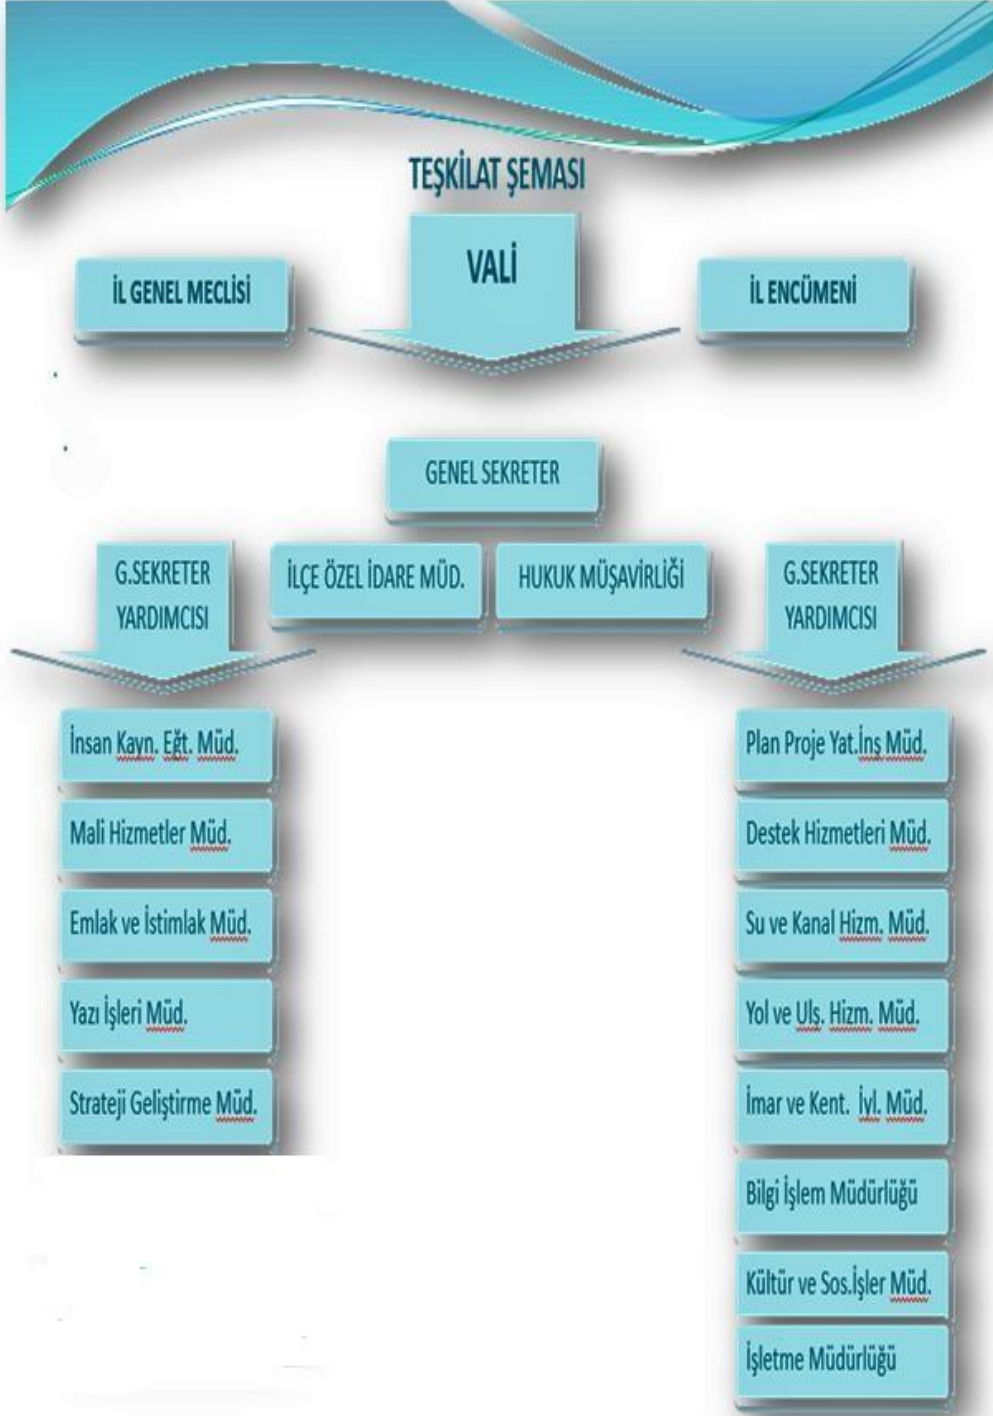 TEŞKİLAT ŞEMASI
VALİ
İL GENEL MECLİSİ
İL ENCÜMENİ
GENEL SEKRETER
G.SEKRETER
YARDIMCISI
İLÇE ÖZEL İDARE MÜD.
HUKUK MÜŞAVİRLİĞİ
G.SEKRETER
YARDIMCISI
İnsan Kayn. Eğt. Müd.
Mali Hizmetler Müd.
Emlak ve İstimlak Müd.
Yazı İşleri Müd.
Strateji Geliştirme Müd.
Plan Proje Yat.İnş Müd.
Destek Hizmetleri Müd.
Su ve Kanal Hizm. Müd.
Yol ve Ulş. Hizm. Müd.
İmar ve Kent. İyl. Müd.
Bilgi İşlem Müdürlüğü
Kültür ve Sos.İşler Müd.
İşletme Müdürlüğü